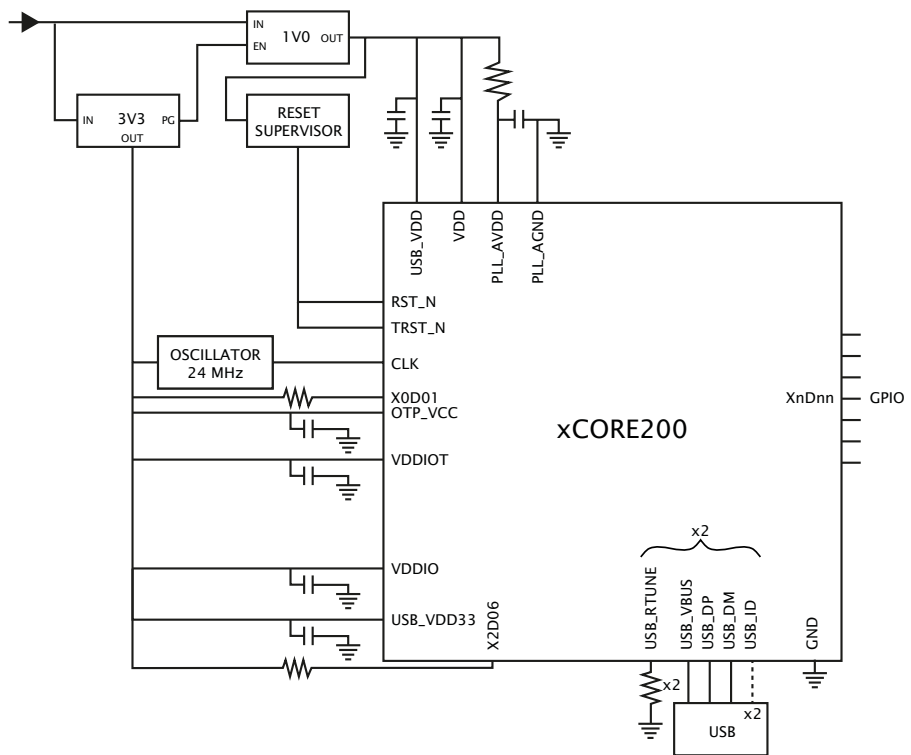 IN
1V0
OUT
EN
IN
3V3
PG
OUT
RESET
SUPERVISOR
USB_VDD
VDD
PLL_AVDD
PLL_AGND
RST_N
TRST_N
OSCILLATOR
24 MHz
CLK
X0D01
OTP_VCC
XnDnn
GPIO
xCORE200
VDDIOT
x2
VDDIO
USB_VDD33
X2D06
USB_RTUNE
USB_VBUS
USB_DP
USB_DM
USB_ID
GND
x2
x2
USB